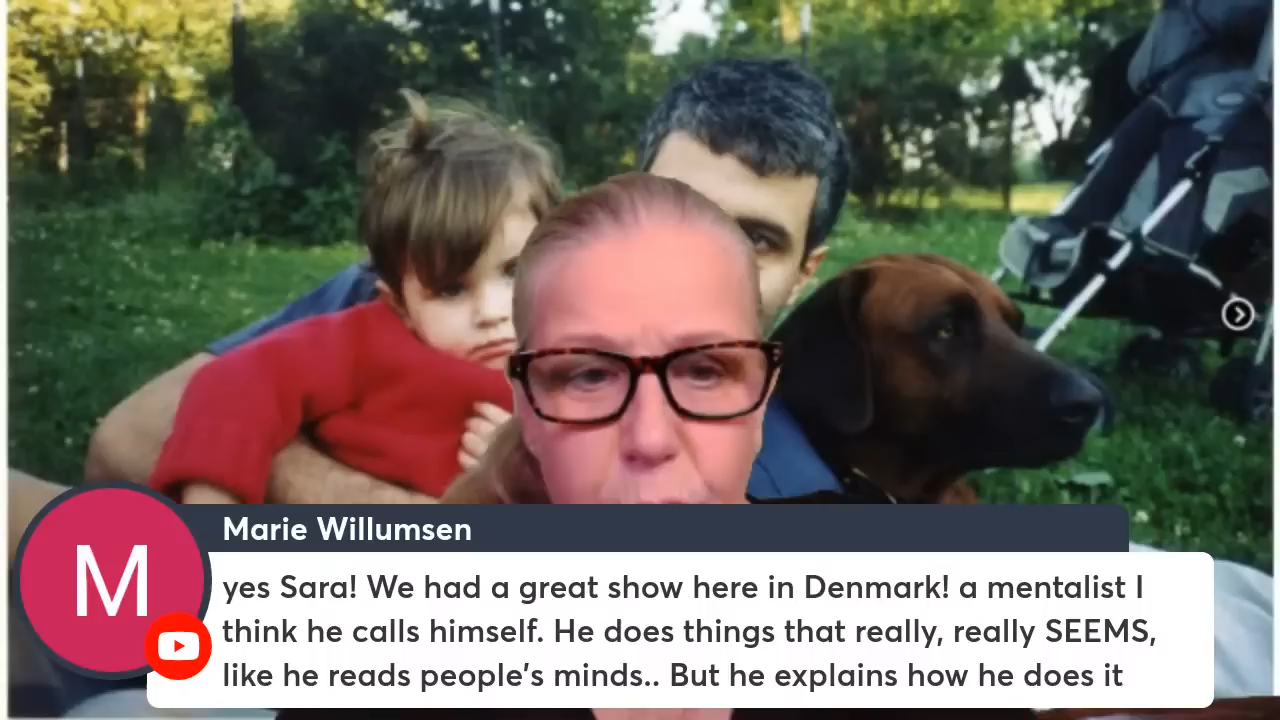 M
Marie Willumsen
yes Sara! We had a great show here in Denmark! a mentalist I
think he calls himself. He does things that really, really SEEMS,
like he reads people's minds.. But he explains how he does it